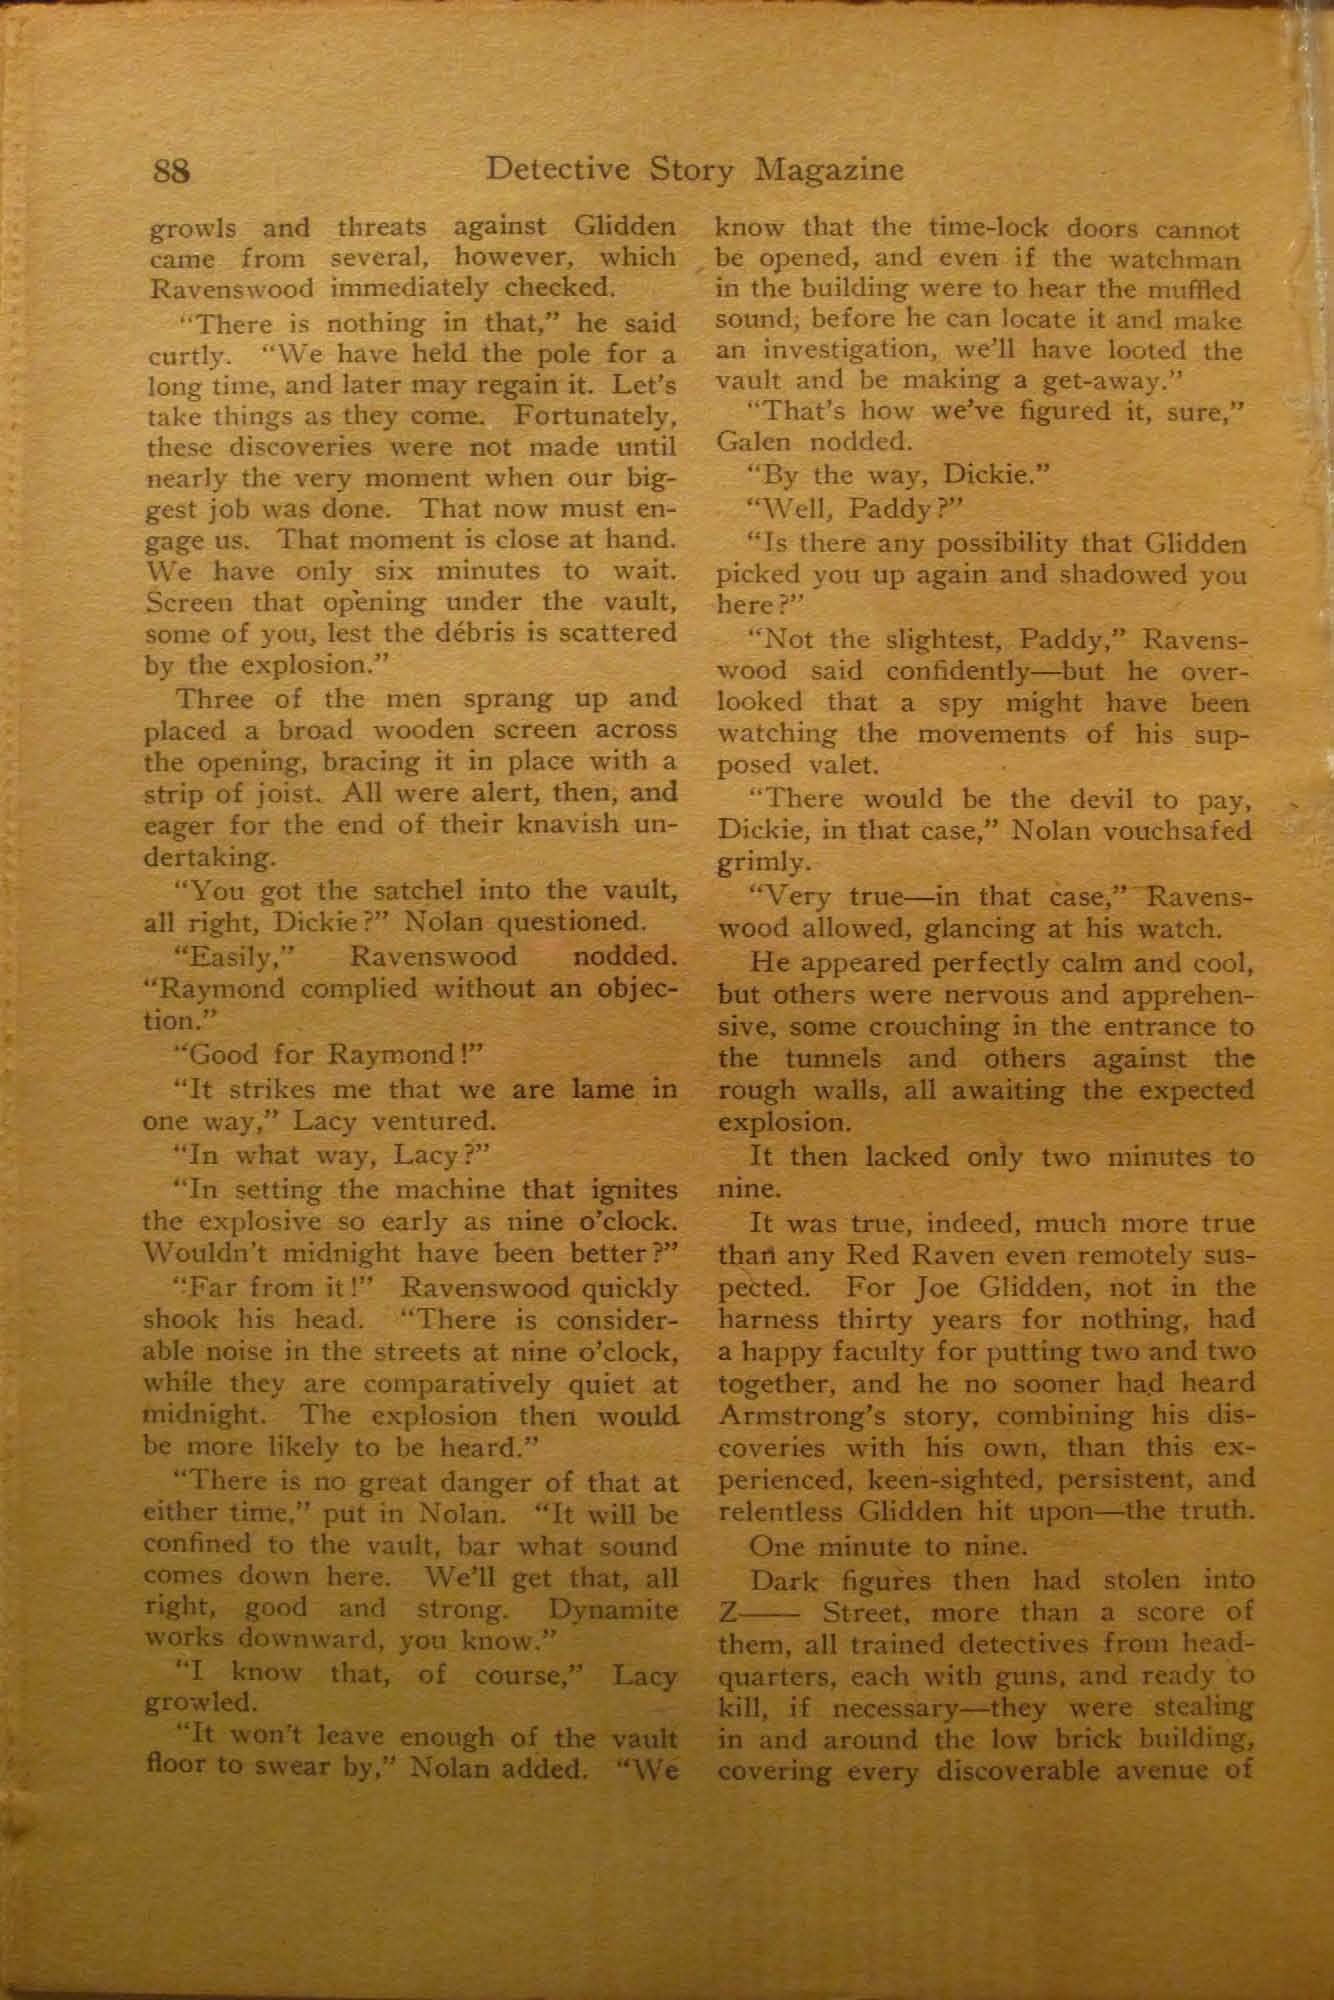 88
Detective Story Magazine
growls and threats against Glidden
came from several, however, which
Ravenswood immediately checked.
"There is nothing in that," he said
curtly. "We have held the pole for a
long time, and later may regain it. Let's
take things as they come. Fortunately,
these discoveries were not made until
nearly the very moment when our big-
gest job was done. That now must en-
gage us. That moment is close at hand.
We have only six minutes to wait.
Screen that opening under the vault,
some of you, lest the débris is scattered
by the explosion."
Three of the men sprang up and
placed a broad wooden screen across
the opening, bracing it in place with a
strip of joist. All were alert, then, and
eager for the end of their knavish un-
dertaking.
"You got the satchel into the vault,
all right, Dickie?" Nolan questioned.
"Easily," Ravenswood nodded.
"Raymond complied without an objec-
tion."
"Good for Raymond!"
"It strikes me that we are lame in
one way," Lacy ventured.
"In what way, Lacy?"
"In setting the machine that ignites
the explosive so early as nine o'clock.
Wouldn't midnight have been better?"
"Far from it!" Ravenswood quickly
shook his head. "There is consider-
able noise in the streets at nine o'clock,
while they are comparatively quiet at
midnight. The explosion then would
be more likely to be heard."
"There is no great danger of that at
either time," put in Nolan. "It will be
confined to the vault, bar what sound
comes down here. We'll get that, all
right, good and strong. Dynamite
works downward, you know."
"I know that, of course," Lacy
growled.
"It won't leave enough of the vault
floor to swear by," Nolan added. "We
know that the time-lock doors cannot
be opened, and even if the watchman
in the building were to hear the muffled
sound, before he can locate it and make
an investigation, we'll have looted the
vault and be making a get-away."
"That's how we've figured it, sure,"
Galen nodded.
"By the way, Dickie."
"Well, Paddy?"
"Is there any possibility that Glidden
picked you up again and shadowed you
here?"
"Not the slightest, Paddy," Ravens-
wood said confidently—but he over-
looked that a spy might have been
watching the movements of his sup-
posed valet.
"There would be the devil to pay,
Dickie, in that case," Nolan vouchsafed
grimly.
"Very true—in that case," Ravens-
wood allowed, glancing at his watch.
He appeared perfectly calm and cool,
but others were nervous and apprehen-
sive, some crouching in the entrance to
the tunnels and others against the
rough walls, all awaiting the expected
explosion.
It then lacked only two minutes to
nine.
It was true, indeed, much more true
than any Red Raven even remotely sus-
pected. For Joe Glidden, not in the
harness thirty years for nothing, had
a happy faculty for putting two and two
together, and he no sooner had heard
Armstrong's story, combining his dis-
coveries with his own, than this ex-
perienced, keen-sighted, persistent, and
relentless Glidden hit upon—the truth.
One minute to nine.
Dark figures then had stolen into
Z—— Street, more than a score of
them, all trained detectives from head-
quarters, each with guns, and ready to
kill, if necessary—they were stealing
in and around the low brick building,
covering every discoverable avenue of